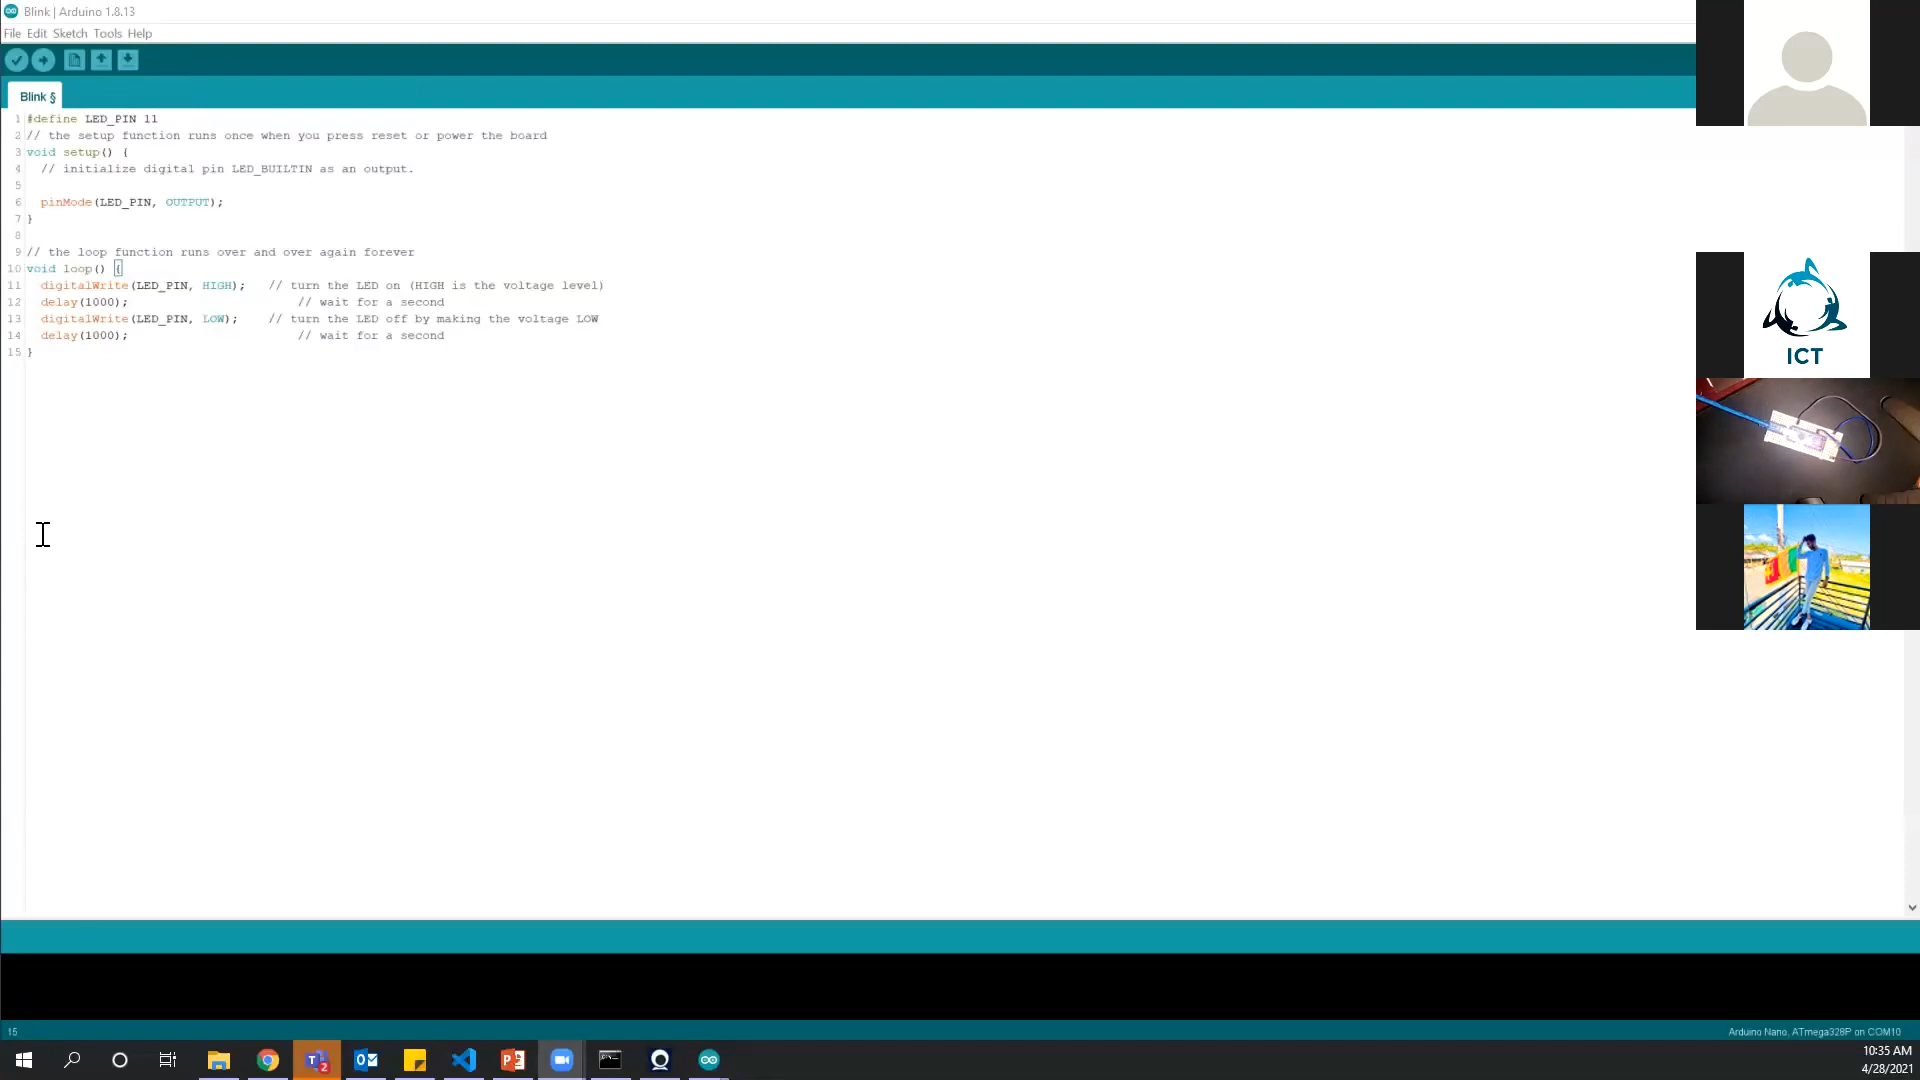 Blink | Arduino 1.8.13
File Edit Sketch Tools Help
Blink §
1 #define LED_PIN 11
2 // the setup function runs once when you press reset or power the board
3 void setup() {
4 // initialize digital pin LED_BUILTIN as an output.
5
6 pinMode(LED_PIN, OUTPUT);
7 }
8
9 // the loop function runs over and over again forever
10 void loop() {
11 digitalWrite(LED_PIN, HIGH); // turn the LED on (HIGH is the voltage level)
12 delay(1000); // wait for a second
13 digitalWrite(LED_PIN, LOW); // turn the LED off by making the voltage LOW
14 delay(1000); // wait for a second
15 }
ICT
15
Arduino Nano, ATmega328P on COM10
10:35 AM
4/28/2021